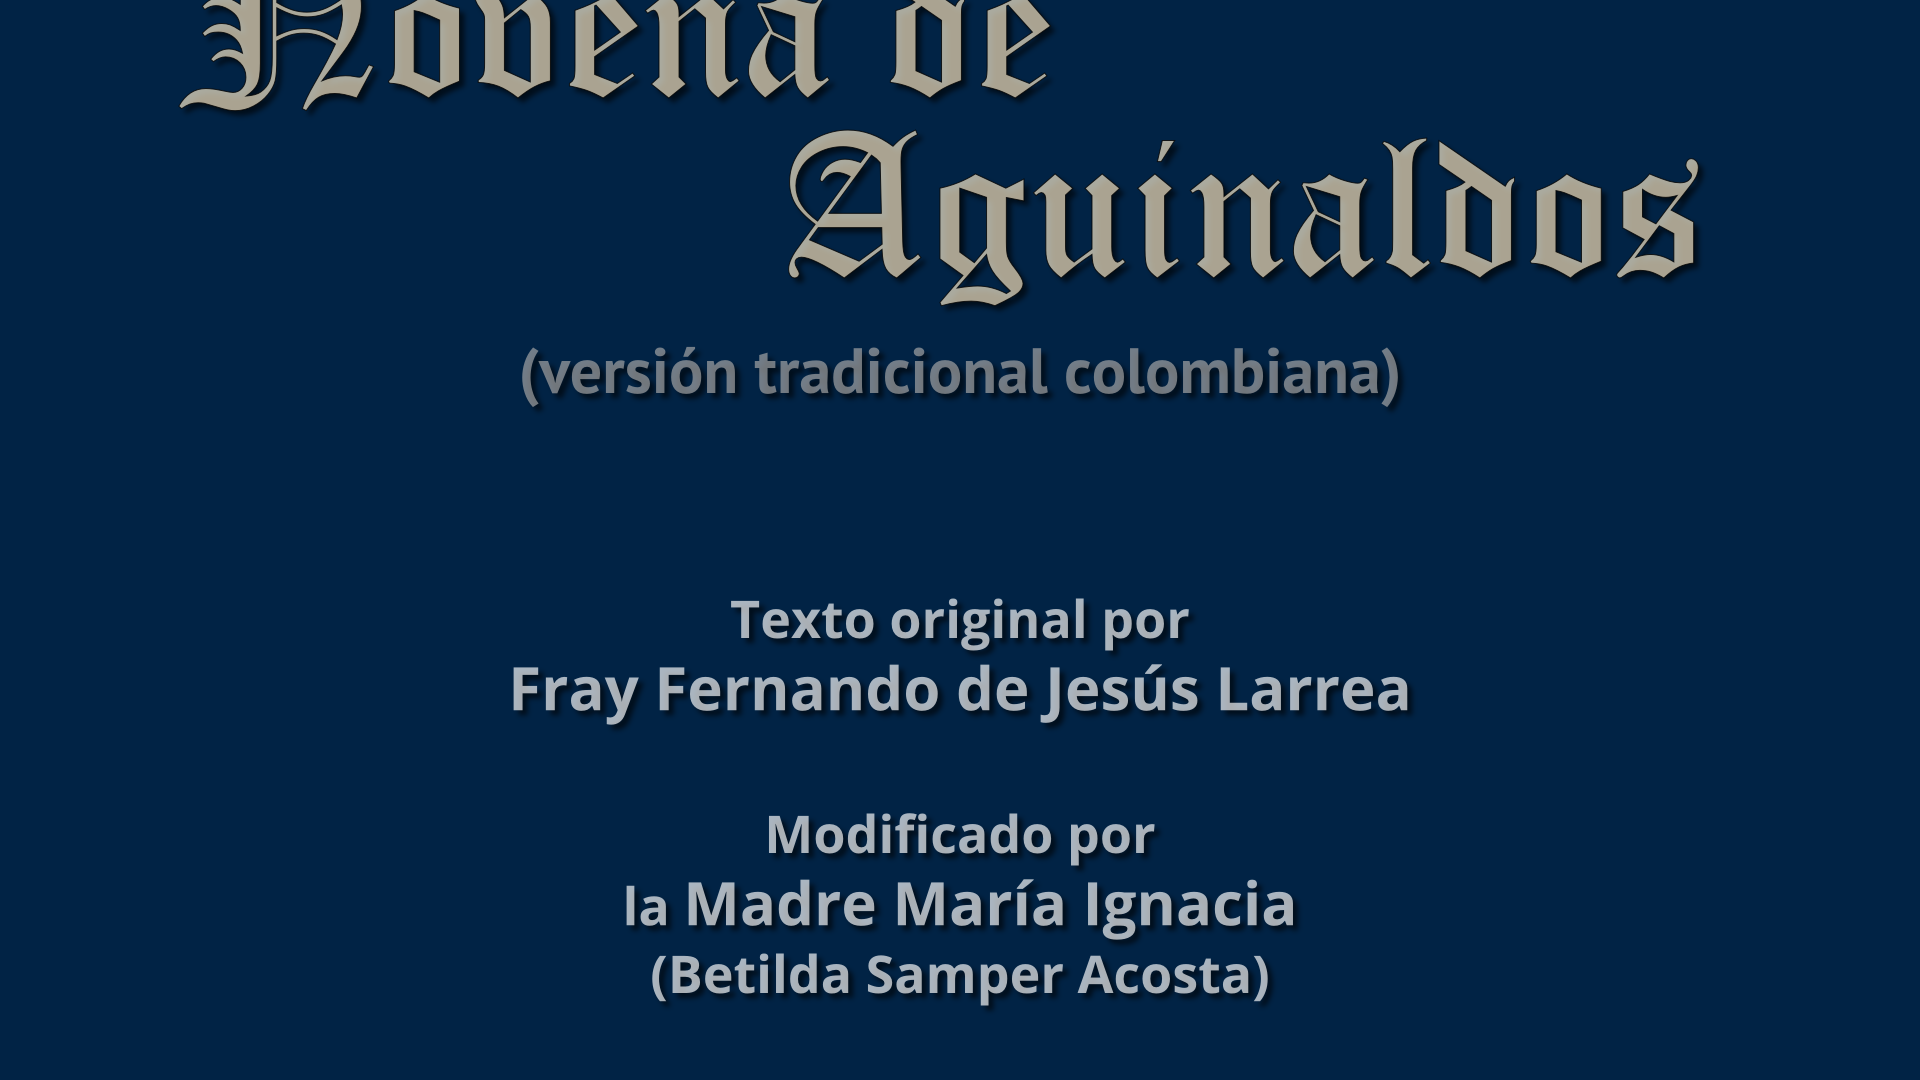 Novena de
Aguinaldos
(versión tradicional colombiana)
Texto original por
Fray Fernando de Jesús Larrea
Modificado por
la Madre María Ignacia
(Betilda Samper Acosta)